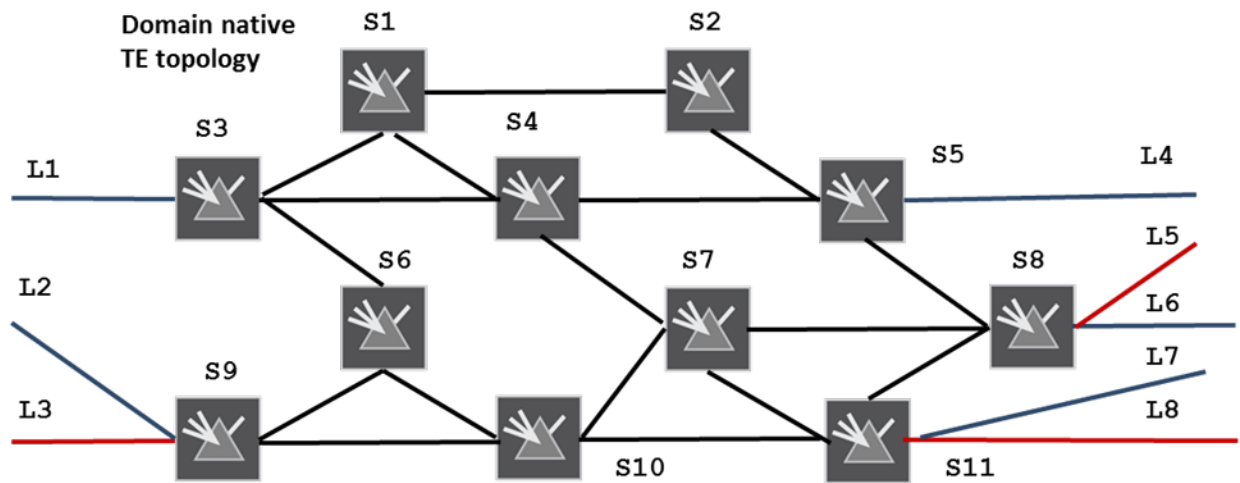 Domain native
TE topology
S1
S2
S3
S4
S5
L1
L4
L5
S6
S7
S8
L2
L6
L7
S9
L3
L8
S10
S11